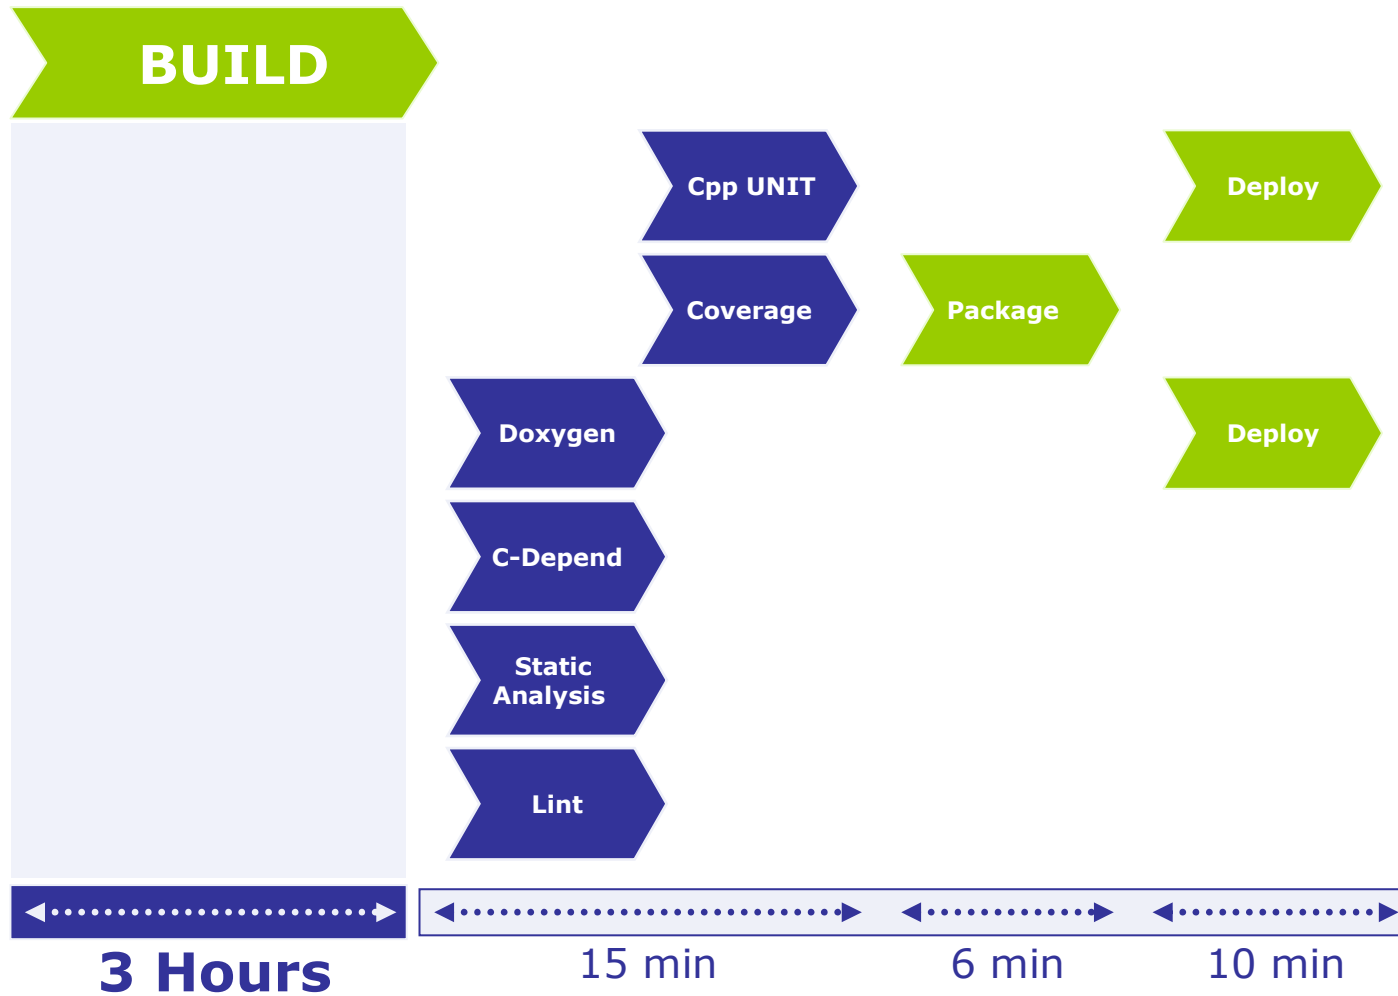 BUILD
Cpp UNIT
Deploy
Coverage
Package
Doxygen
Deploy
C-Depend
Static
Analysis
Lint
3 Hours
15 min
6 min
10 min